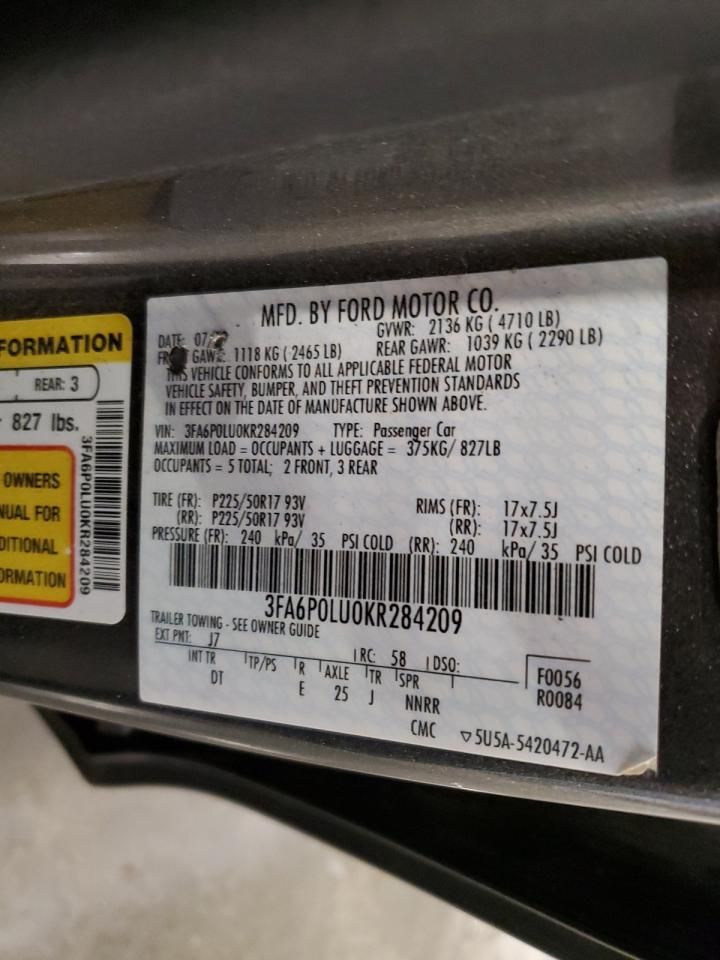 FORMATION
REAR: 3
827 lbs.
OWNERS
NUAL FOR
DITIONAL
ORMATION
3FA6P0LU0KR284209
MFD. BY FORD MOTOR CO.
DATE: 07/
GVWR: 2136 KG ( 4710 LB)
GAWR: 1118 KG ( 2465 LB)
REAR GAWR: 1039 KG ( 2290 LB)
THIS VEHICLE CONFORMS TO ALL APPLICABLE FEDERAL MOTOR
VEHICLE SAFETY, BUMPER, AND THEFT PREVENTION STANDARDS
IN EFFECT ON THE DATE OF MANUFACTURE SHOWN ABOVE.
VIN: 3FA6P0LU0KR284209 TYPE: Passenger Car
MAXIMUM LOAD = OCCUPANTS + LUGGAGE = 375KG/ 827LB
OCCUPANTS = 5 TOTAL; 2 FRONT, 3 REAR
TIRE (FR): P225/50R17 93V RIMS (FR): 17x7.5J
(RR): P225/50R17 93V (RR): 17x7.5J
PRESSURE (FR): 240 kPa/ 35 PSI COLD (RR): 240 kPa/ 35 PSI COLD
3FA6P0LU0KR284209
TRAILER TOWING - SEE OWNER GUIDE
EXT PNT: J7 RC: 58 DSO:
INT TR TP/PS R AXLE TR SPR
DT E 25 J NNRR
F0056
R0084
CMC ▽5U5A-5420472-AA